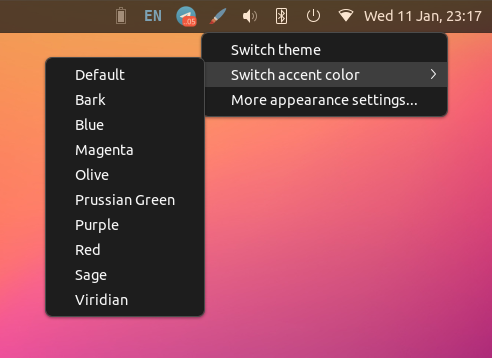 EN
.05
Wed 11 Jan, 23:17
Switch theme
Switch accent color
More appearance settings...
Default
Bark
Blue
Magenta
Olive
Prussian Green
Purple
Red
Sage
Viridian